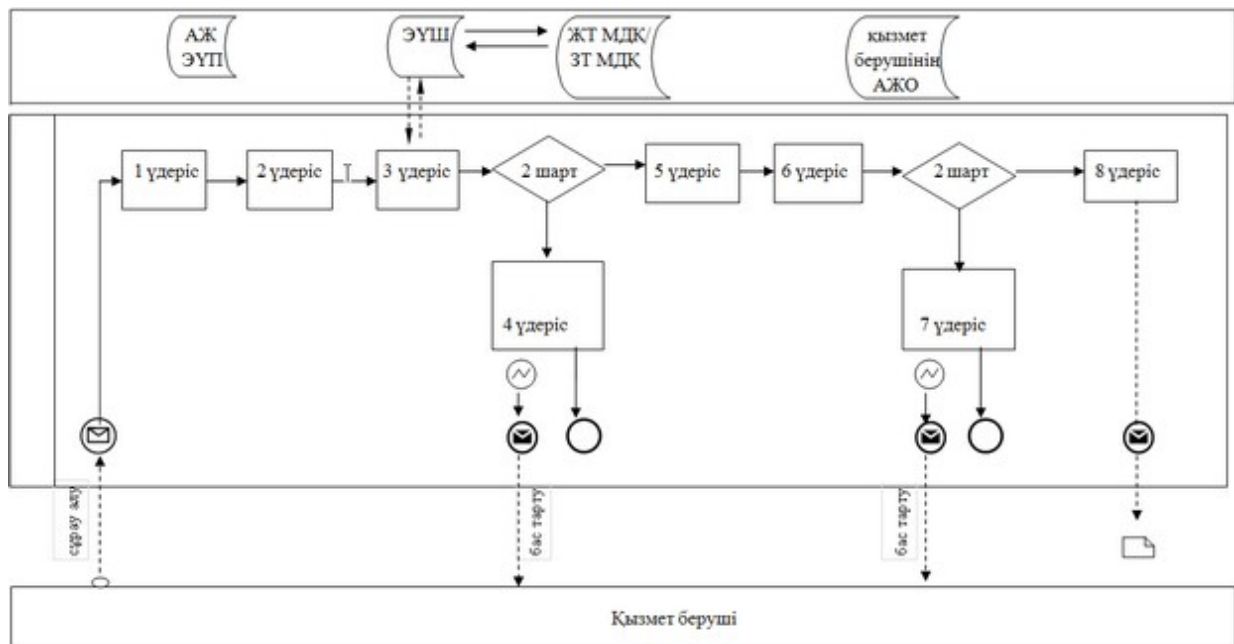 АЖ
ЭҮП
ЭҮШ
ЖТ МДҚ/
ЗТ МДҚ
қызмет
берушінің
АЖО
1 үдеріс
2 үдеріс
3 үдеріс
2 шарт
5 үдеріс
6 үдеріс
2 шарт
8 үдеріс
4 үдеріс
7 үдеріс
сұрау алу
бас тарту
бас тарту
Қызмет беруші